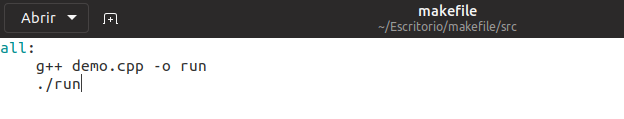 Abrir
makefile
~/Escritorio/makefile/src
all:
    g++ demo.cpp -o run
    ./run